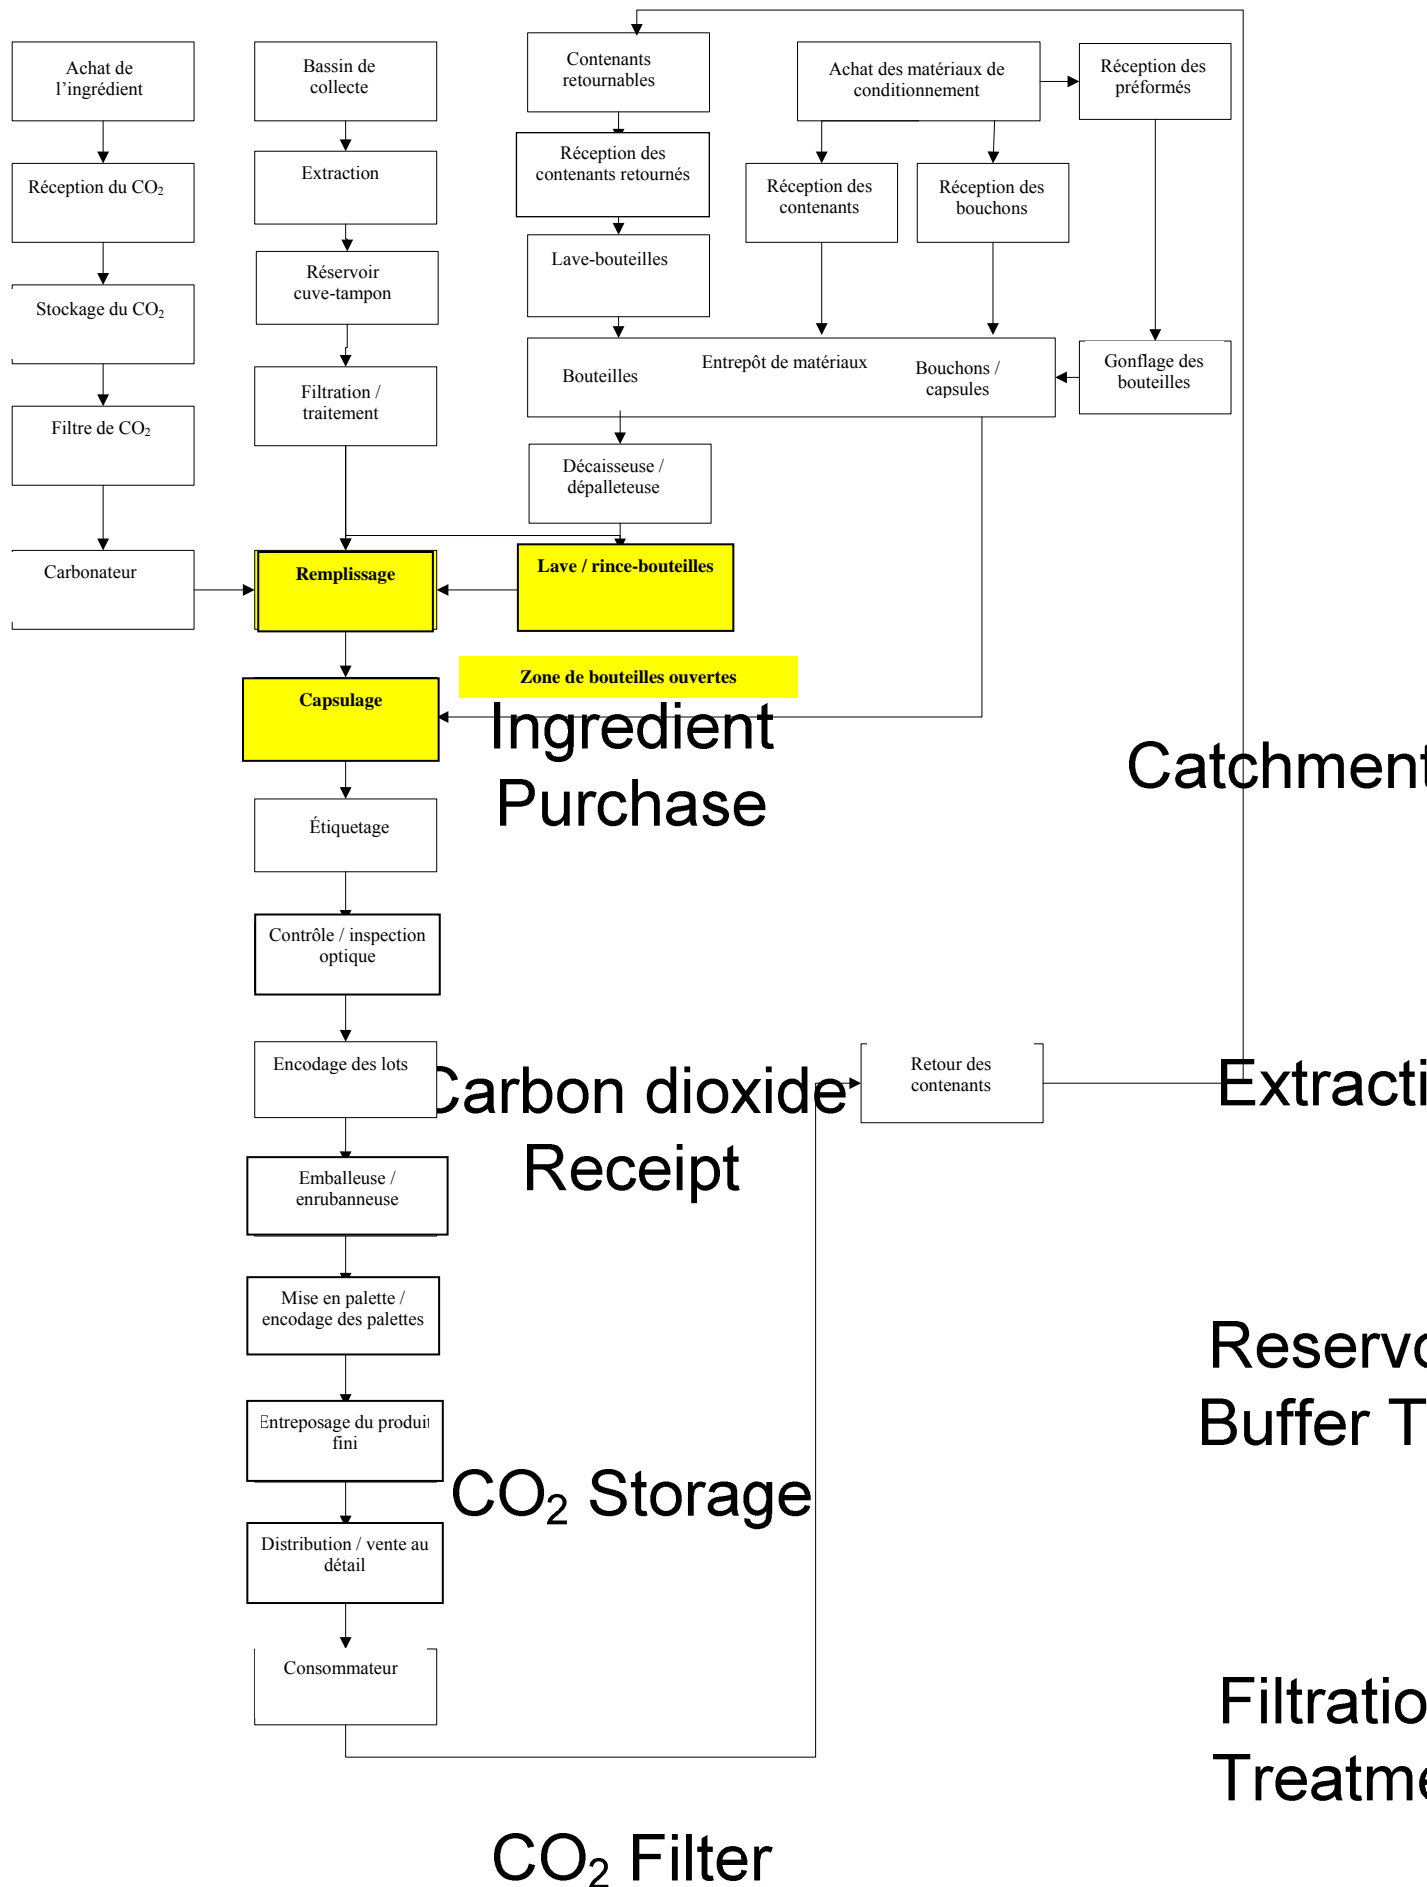 Achat de
l’ingrédient
Bassin de
collecte
Contenants
retournables
Achat des matériaux de
conditionnement
Réception des
préformés
Réception du CO₂
Extraction
Réception des
contenants retournés
Réception des
contenants
Réception des
bouchons
Stockage du CO₂
Réservoir
cuve-tampon
Lave-bouteilles
Filtre de CO₂
Filtration /
traitement
Bouteilles
Entrepôt de matériaux
Bouchons /
capsules
Gonflage des
bouteilles
Décaisseuse /
dépalleteuse
Carbonateur
Remplissage
Lave / rince-bouteilles
Zone de bouteilles ouvertes
Capsulage
Ingredient
Purchase
Catchment
Étiquetage
Contrôle / inspection
optique
Encodage des lots
Carbon dioxide
Receipt
Retour des
contenants
Extracti
Emballeuse /
enrubanneuse
Mise en palette /
encodage des palettes
Reservo
Buffer T
Entreposage du produit
fini
CO₂ Storage
Distribution / vente au
détail
Consommateur
Filtratio
Treatme
CO₂ Filter